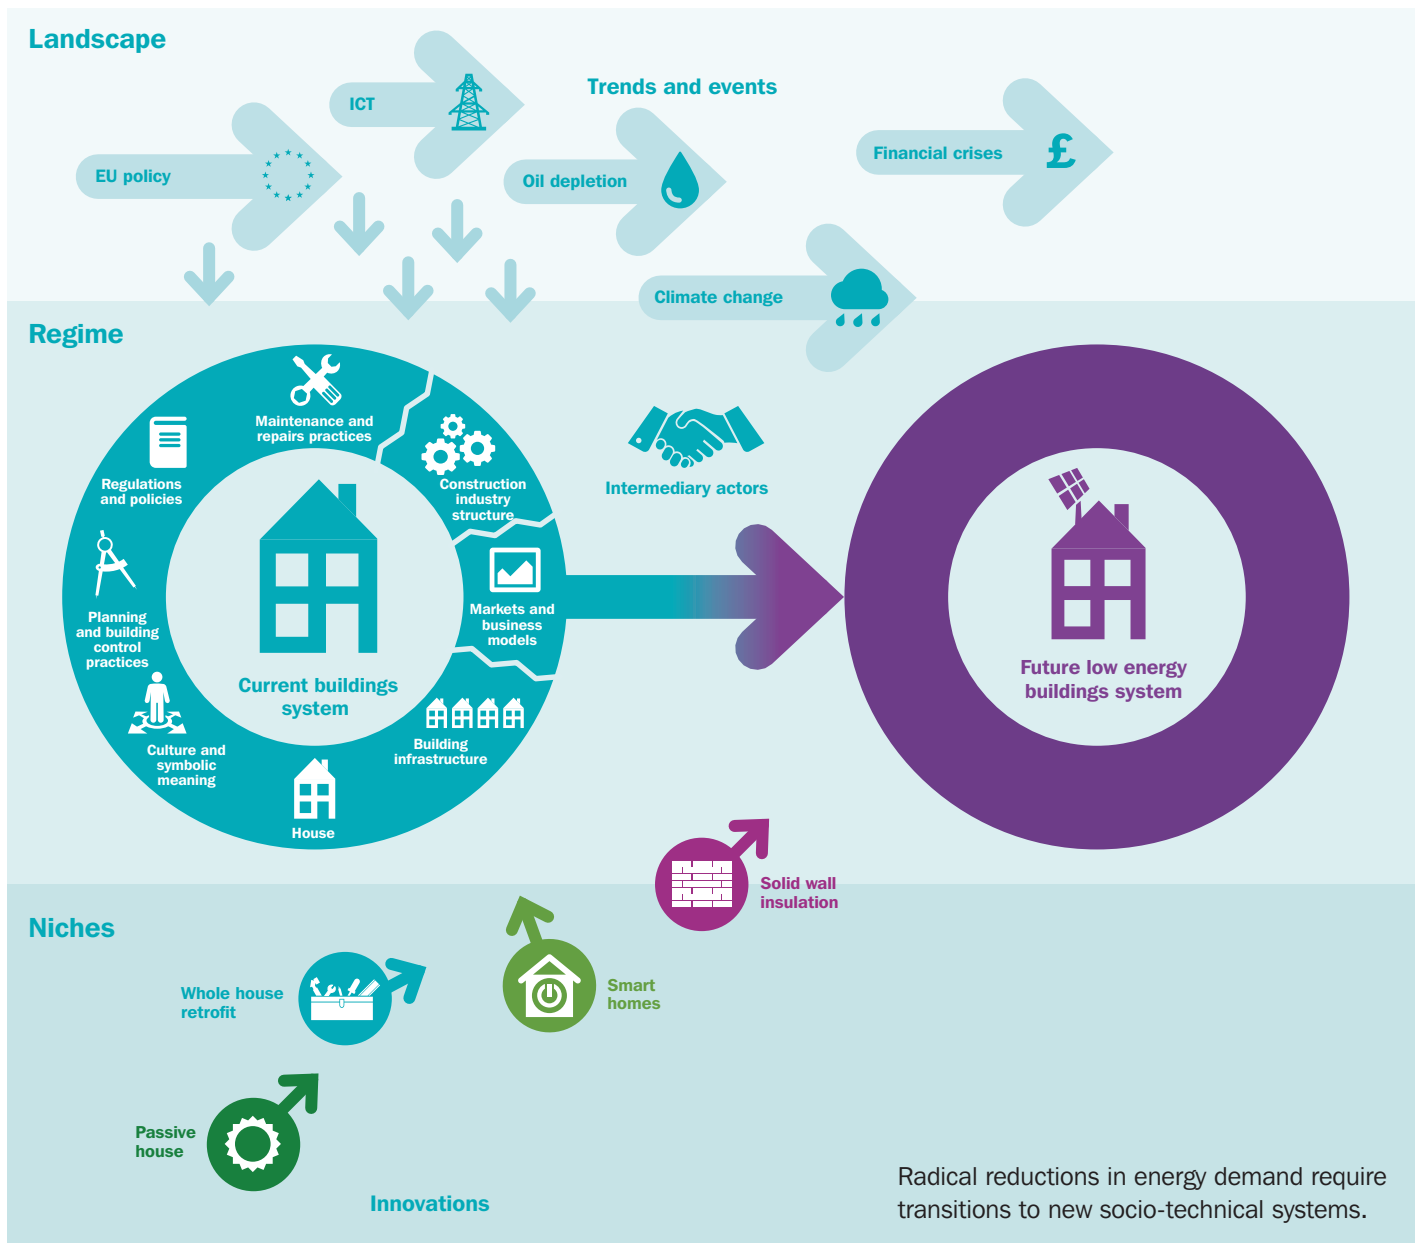 Landscape
ICT
Trends and events
EU policy
Oil depletion
Financial crises
£
Climate change
Regime
Maintenance and
repairs practices
Regulations
and policies
Construction
industry
structure
Intermediary actors
Planning
and building
control
practices
Markets and
business
models
Current buildings
system
Culture and
symbolic
meaning
Building
infrastructure
House
Future low energy
buildings system
Solid wall
insulation
Niches
Whole house
retrofit
Smart
homes
Passive
house
Innovations
Radical reductions in energy demand require
transitions to new socio-technical systems.